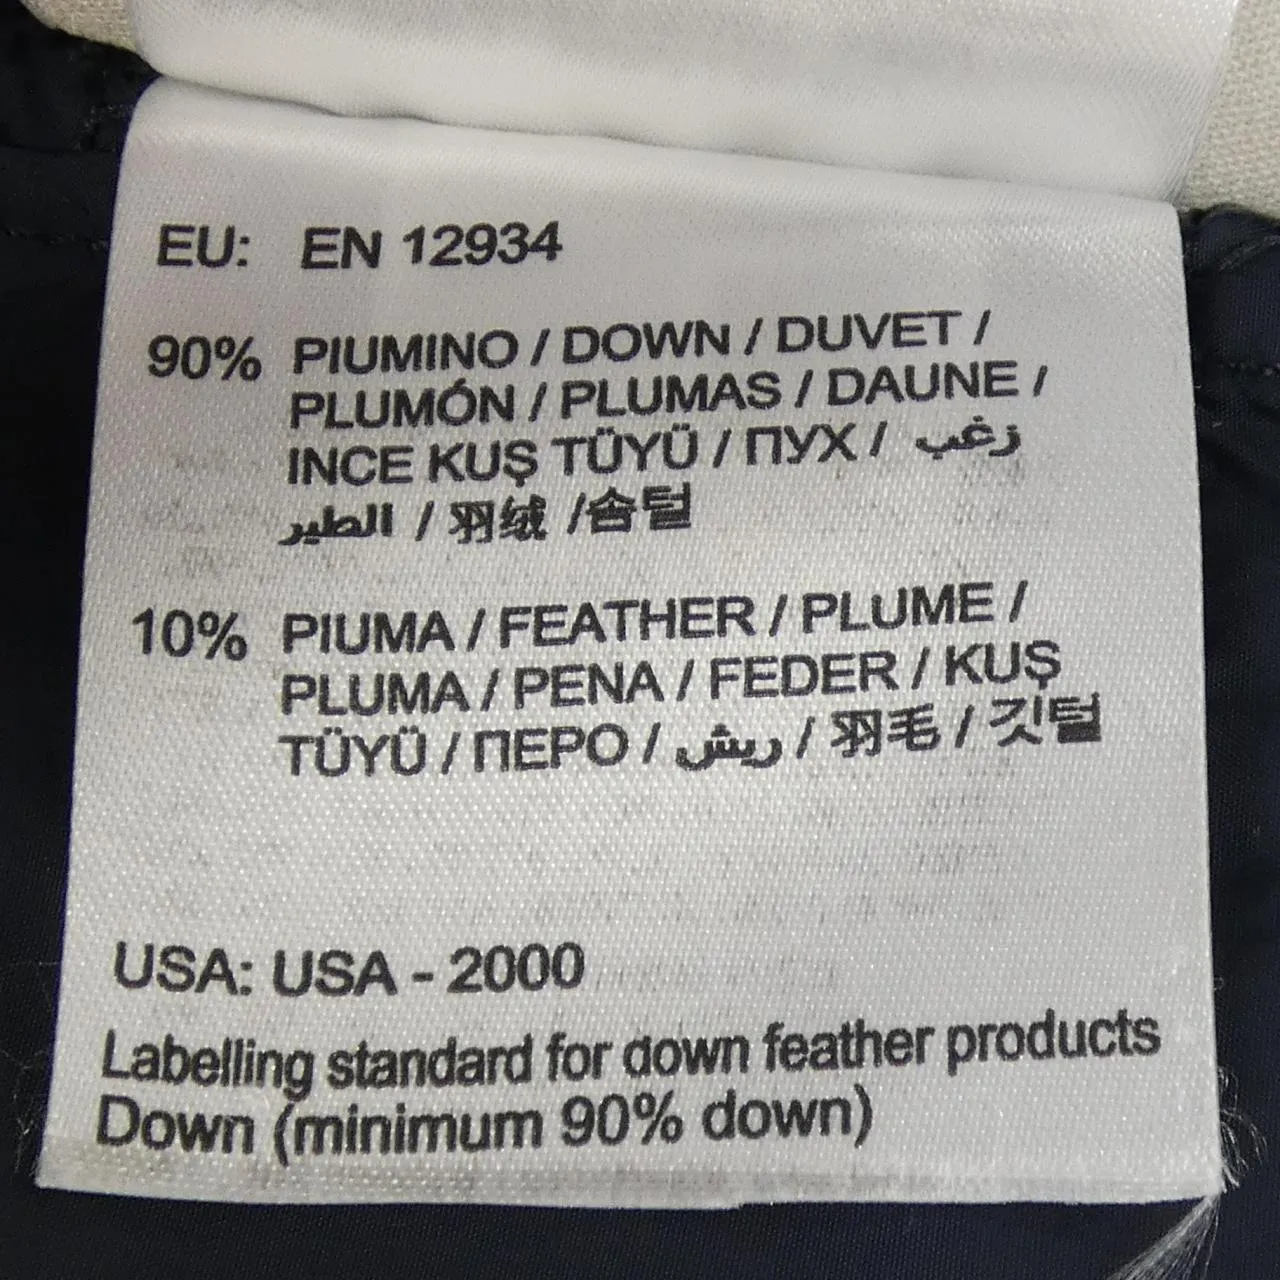 EU: EN 12934
90% PIUMINO / DOWN / DUVET /
PLUMÓN / PLUMAS / DAUNE /
INCE KUŞ TÜYÜ / ПУХ / زغب
الطير / 羽绒 /솜털
10% PIUMA / FEATHER / PLUME /
PLUMA / PENA / FEDER / KUŞ
TÜYÜ / ПЕРО / ريش / 羽毛 / 깃털
USA: USA - 2000
Labelling standard for down feather products
Down (minimum 90% down)